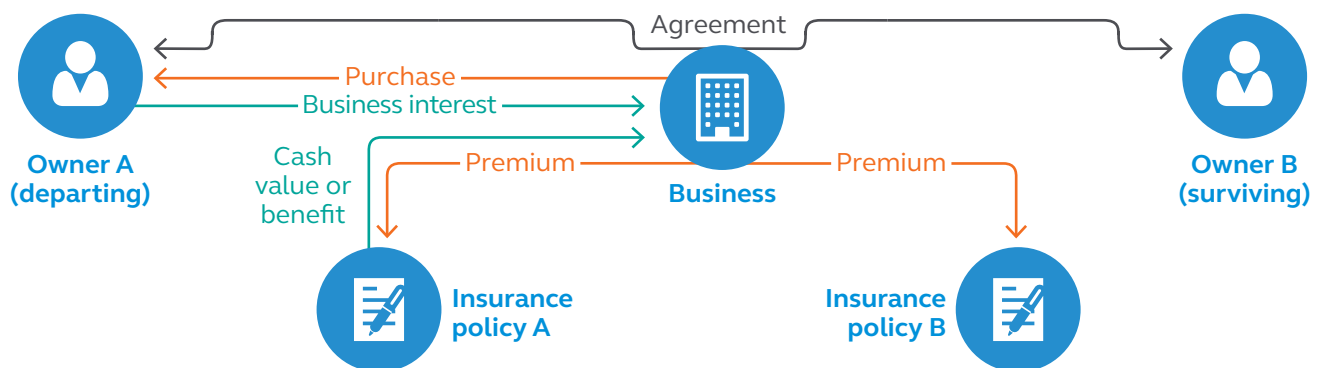 Agreement
Purchase
Business interest
Owner A
(departing)
Cash
value or
benefit
Premium
Premium
Business
Owner B
(surviving)
Insurance
policy A
Insurance
policy B